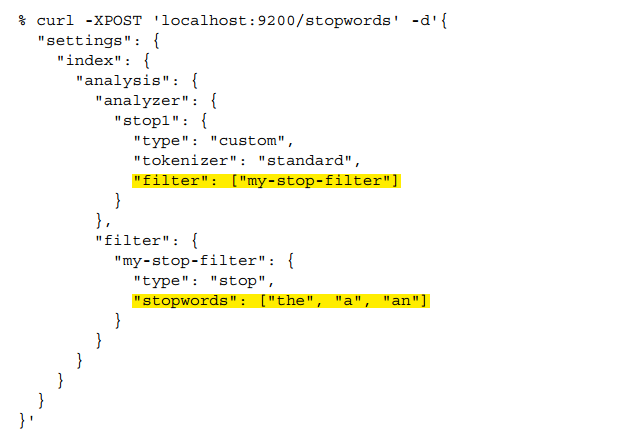 % curl -XPOST 'localhost:9200/stopwords' -d'{
  "settings": {
    "index": {
      "analysis": {
        "analyzer": {
          "stop1": {
            "type": "custom",
            "tokenizer": "standard",
            "filter": ["my-stop-filter"]
          }
        },
        "filter": {
          "my-stop-filter": {
            "type": "stop",
            "stopwords": ["the", "a", "an"]
          }
        }
      }
    }
  }
}'